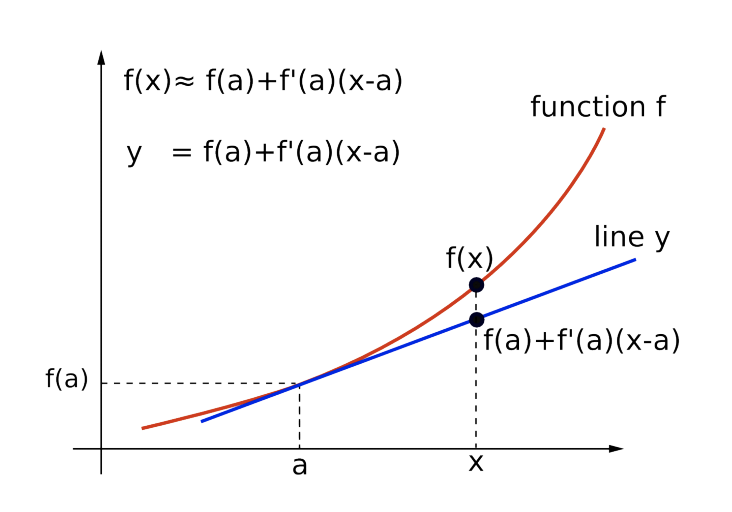 f(x)≈ f(a)+f'(a)(x-a)
function f
y = f(a)+f'(a)(x-a)
line y
f(x)
f(a)+f'(a)(x-a)
f(a)
a
x